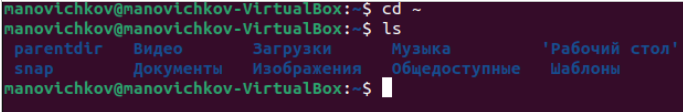 manovichkov@manovichkov-VirtualBox:~$ cd ~
manovichkov@manovichkov-VirtualBox:~$ ls
parentdir Видео Загрузки Музыка 'Рабочий стол'
snap Документы Изображения Общедоступные Шаблоны
manovichkov@manovichkov-VirtualBox:~$